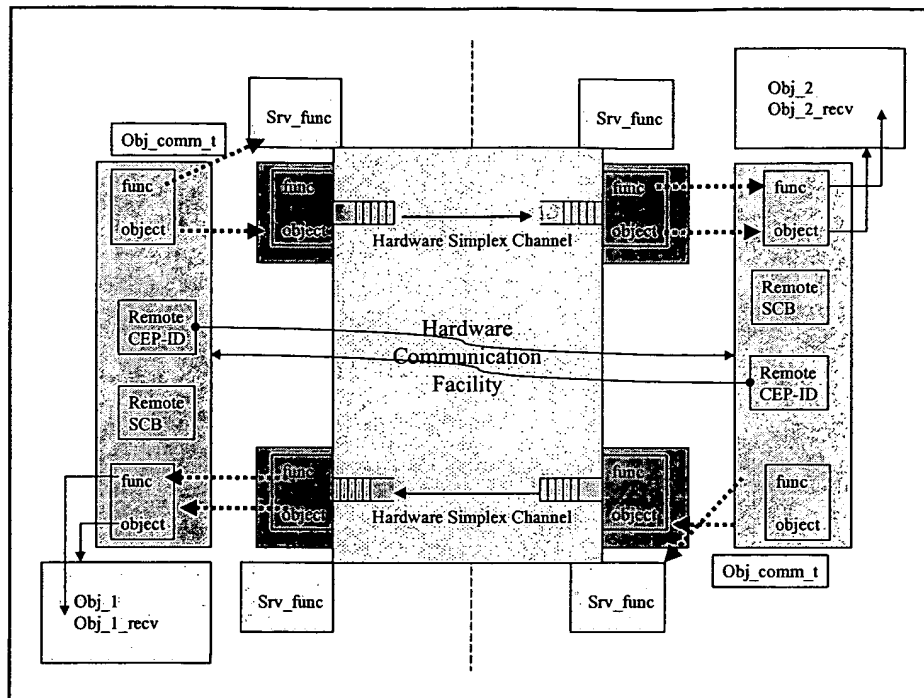 Obj_2
Obj_2_recv
Srv_func
Srv_func
Obj_comm_t
func
object
func
object
Hardware Simplex Channel
func
object
func
object
Remote
CEP-ID
Remote
SCB
Hardware
Communication
Facility
Remote
SCB
Remote
CEP-ID
func
object
func
object
Hardware Simplex Channel
func
object
func
object
Obj_comm_t
Obj_1
Obj_1_recv
Srv_func
Srv_func